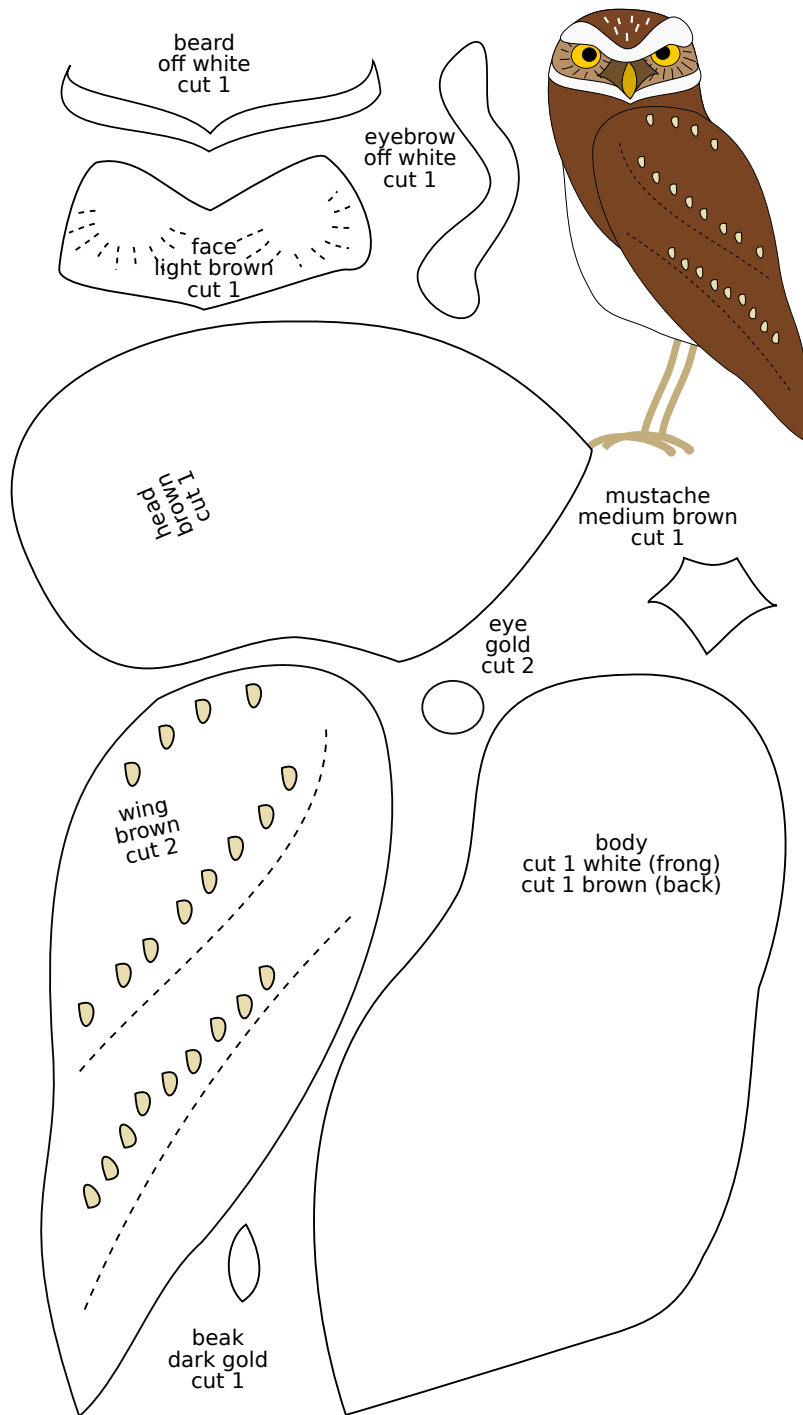 beard
off white
cut 1
eyebrow
off white
cut 1
face
light brown
cut 1
head
brown
cut 1
mustache
medium brown
cut 1
eye
gold
cut 2
wing
brown
cut 2
body
cut 1 white (frong)
cut 1 brown (back)
beak
dark gold
cut 1